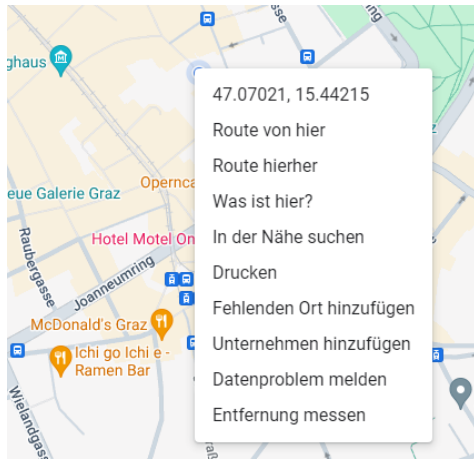 ghaus
47.07021, 15.44215
Route von hier
Route hierher
Was ist hier?
In der Nähe suchen
Drucken
Fehlenden Ort hinzufügen
Unternehmen hinzufügen
Datenproblem melden
Entfernung messen
Opernca
eue Galerie Graz
Hotel Motel On
Raubergasse
Joanneumring
McDonald's Graz
Ichi go Ichi e -
Ramen Bar
Wielandgass